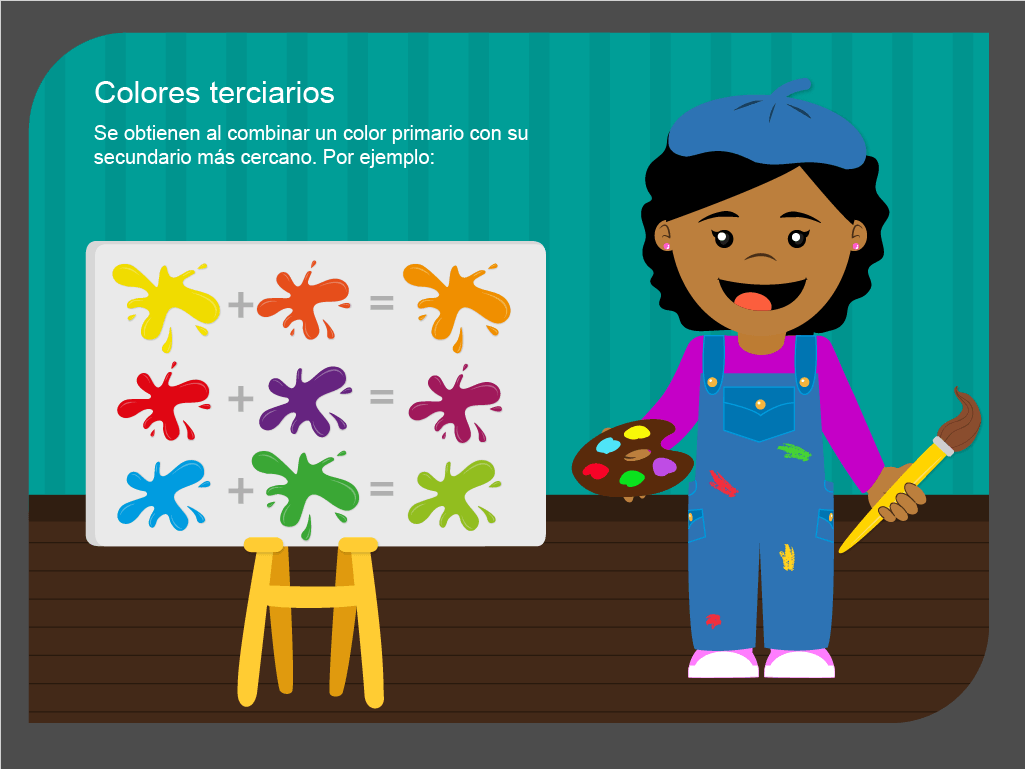 Colores terciarios
Se obtienen al combinar un color primario con su
secundario más cercano. Por ejemplo:
+ =
+ =
+ =